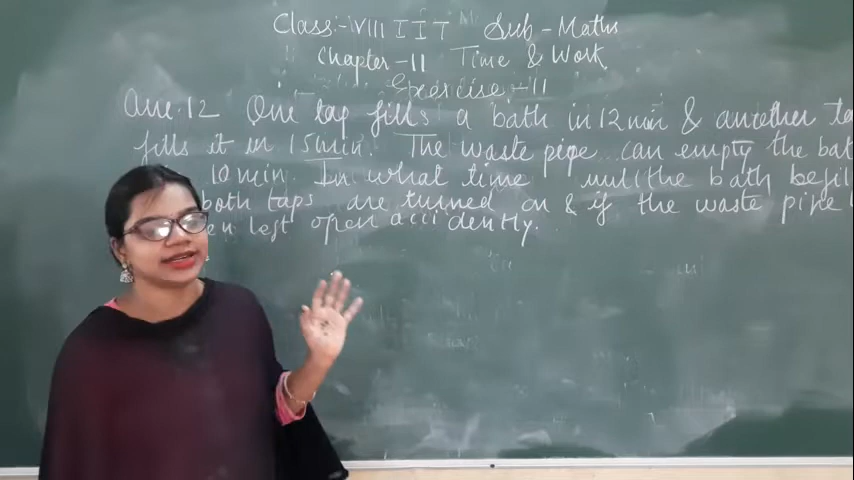 Class:- VIII IIT Sub - Maths
Chapter - 11 Time & Work
Exercise - 11
Que. 12 One tap fills a bath in 12 min & another ta
fills it in 15 min. The waste pipe can empty the bat
10 min. In what time will the bath be fil
both taps are turned on & if the waste pipe
en left open accidently.